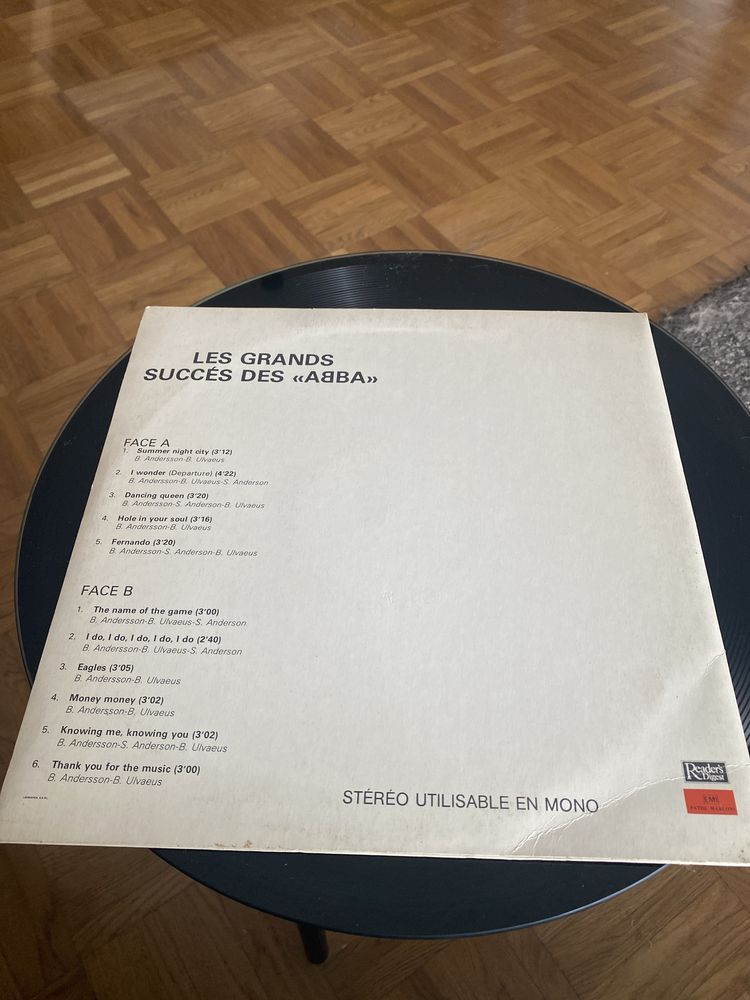 LES GRANDS
SUCCÉS DES «AᗺBA»
FACE A
1. Summer night city (3'12)
B. Andersson-B. Ulvaeus
2. I wonder (Departure) (4'22)
B. Andersson-B. Ulvaeus-S. Anderson
3. Dancing queen (3'20)
B. Andersson-S. Anderson-B. Ulvaeus
4. Hole in your soul (3'16)
B. Andersson-B. Ulvaeus
5. Fernando (3'20)
B. Andersson-S. Anderson-B. Ulvaeus
FACE B
1. The name of the game (3'00)
B. Andersson-B. Ulvaeus-S. Anderson
2. I do, I do, I do, I do, I do (2'40)
B. Andersson-B. Ulvaeus-S. Anderson
3. Eagles (3'05)
B. Andersson-B. Ulvaeus
4. Money money (3'02)
B. Andersson-B. Ulvaeus
5. Knowing me, knowing you (3'02)
B. Andersson-S. Anderson-B. Ulvaeus
6. Thank you for the music (3'00)
B. Andersson-B. Ulvaeus
STÉRÉO UTILISABLE EN MONO
Reader's
Digest
EMI
PATHE MARCONI